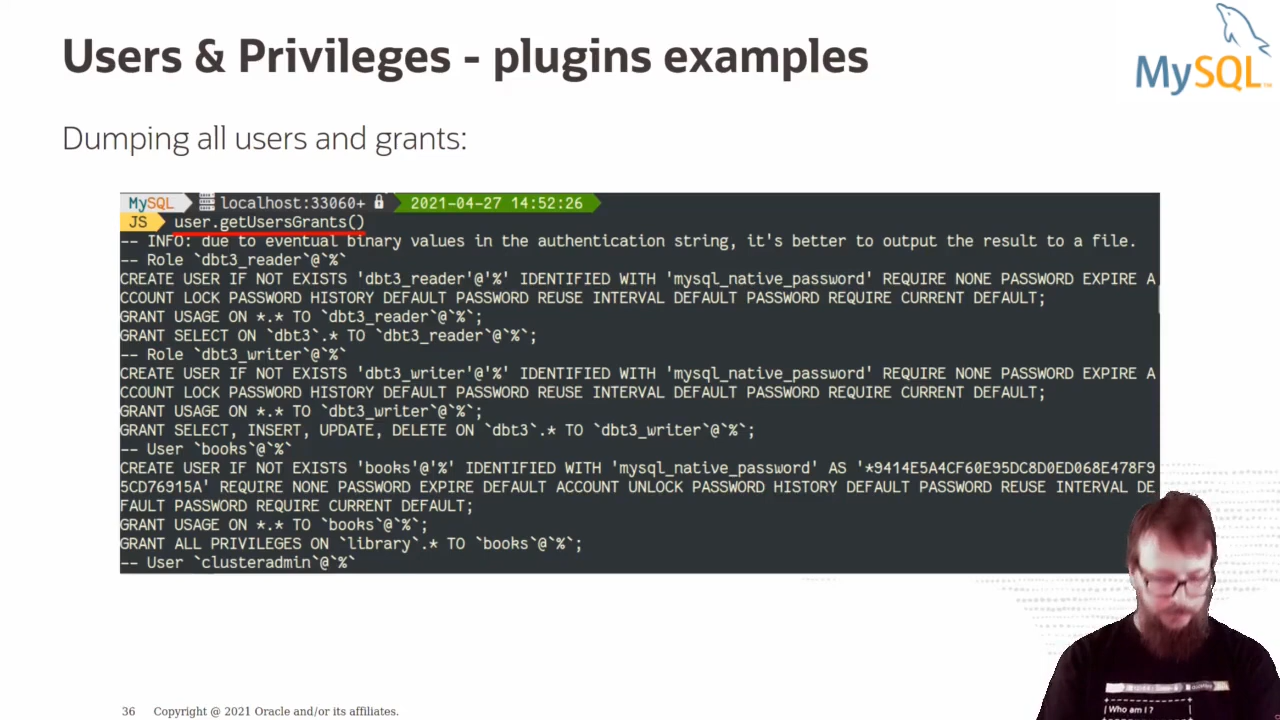 Users & Privileges - plugins examples
MySQL™
Dumping all users and grants:
MySQL localhost:33060+ 2021-04-27 14:52:26
JS user.getUsersGrants()
-- INFO: due to eventual binary values in the authentication string, it's better to output the result to a file.
-- Role `dbt3_reader`@`%`
CREATE USER IF NOT EXISTS 'dbt3_reader'@'%' IDENTIFIED WITH 'mysql_native_password' REQUIRE NONE PASSWORD EXPIRE A
CCOUNT LOCK PASSWORD HISTORY DEFAULT PASSWORD REUSE INTERVAL DEFAULT PASSWORD REQUIRE CURRENT DEFAULT;
GRANT USAGE ON *.* TO `dbt3_reader`@`%`;
GRANT SELECT ON `dbt3`.* TO `dbt3_reader`@`%`;
-- Role `dbt3_writer`@`%`
CREATE USER IF NOT EXISTS 'dbt3_writer'@'%' IDENTIFIED WITH 'mysql_native_password' REQUIRE NONE PASSWORD EXPIRE A
CCOUNT LOCK PASSWORD HISTORY DEFAULT PASSWORD REUSE INTERVAL DEFAULT PASSWORD REQUIRE CURRENT DEFAULT;
GRANT USAGE ON *.* TO `dbt3_writer`@`%`;
GRANT SELECT, INSERT, UPDATE, DELETE ON `dbt3`.* TO `dbt3_writer`@`%`;
-- User `books`@`%`
CREATE USER IF NOT EXISTS 'books'@'%' IDENTIFIED WITH 'mysql_native_password' AS '*9414E5A4CF60E95DC8D0ED068E478F9
5CD76915A' REQUIRE NONE PASSWORD EXPIRE DEFAULT ACCOUNT UNLOCK PASSWORD HISTORY DEFAULT PASSWORD REUSE INTERVAL DE
FAULT PASSWORD REQUIRE CURRENT DEFAULT;
GRANT USAGE ON *.* TO `books`@`%`;
GRANT ALL PRIVILEGES ON `library`.* TO `books`@`%`;
-- User `clusteradmin`@`%`
Who am I ?
36 Copyright @ 2021 Oracle and/or its affiliates.